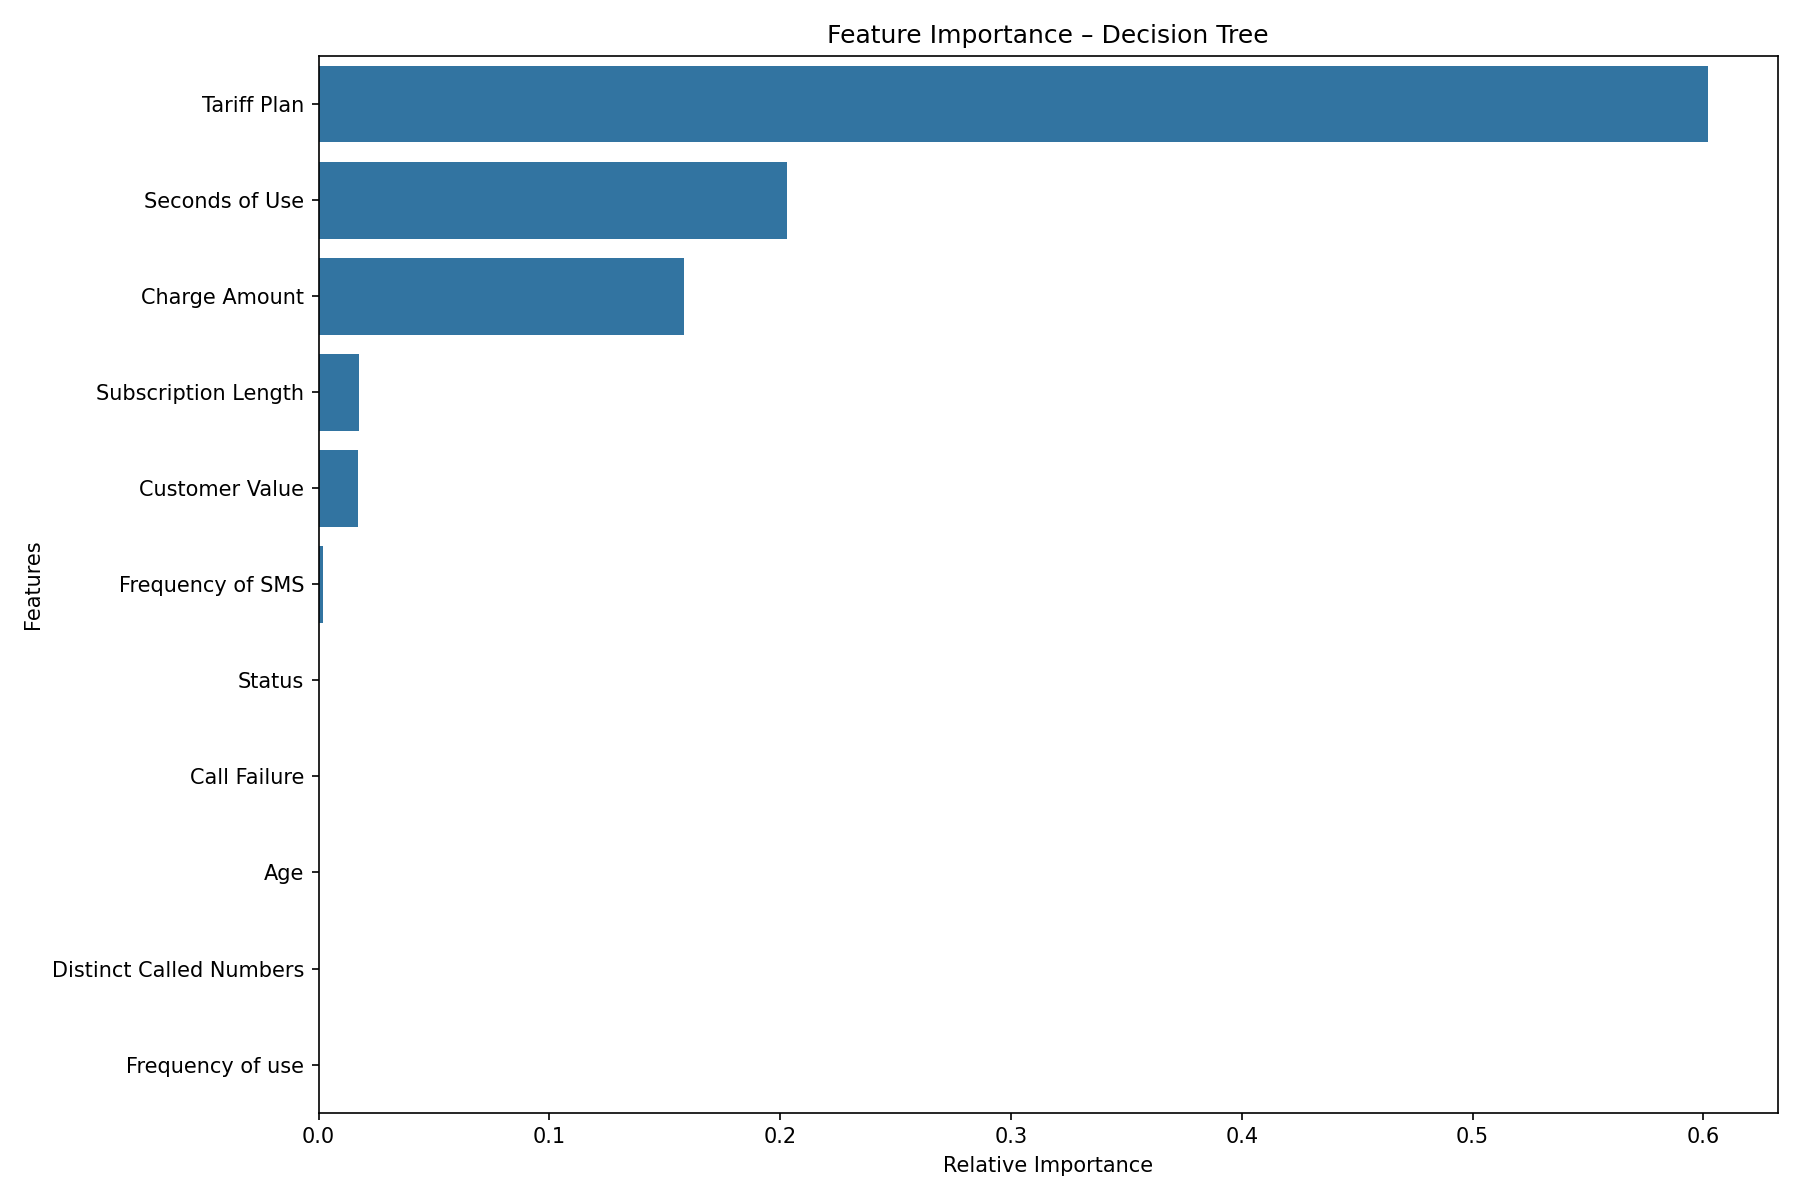 Feature Importance – Decision Tree
Tariff Plan
Seconds of Use
Charge Amount
Subscription Length
Customer Value
Frequency of SMS
Status
Call Failure
Age
Distinct Called Numbers
Frequency of use
Features
0.0 0.1 0.2 0.3 0.4 0.5 0.6
Relative Importance